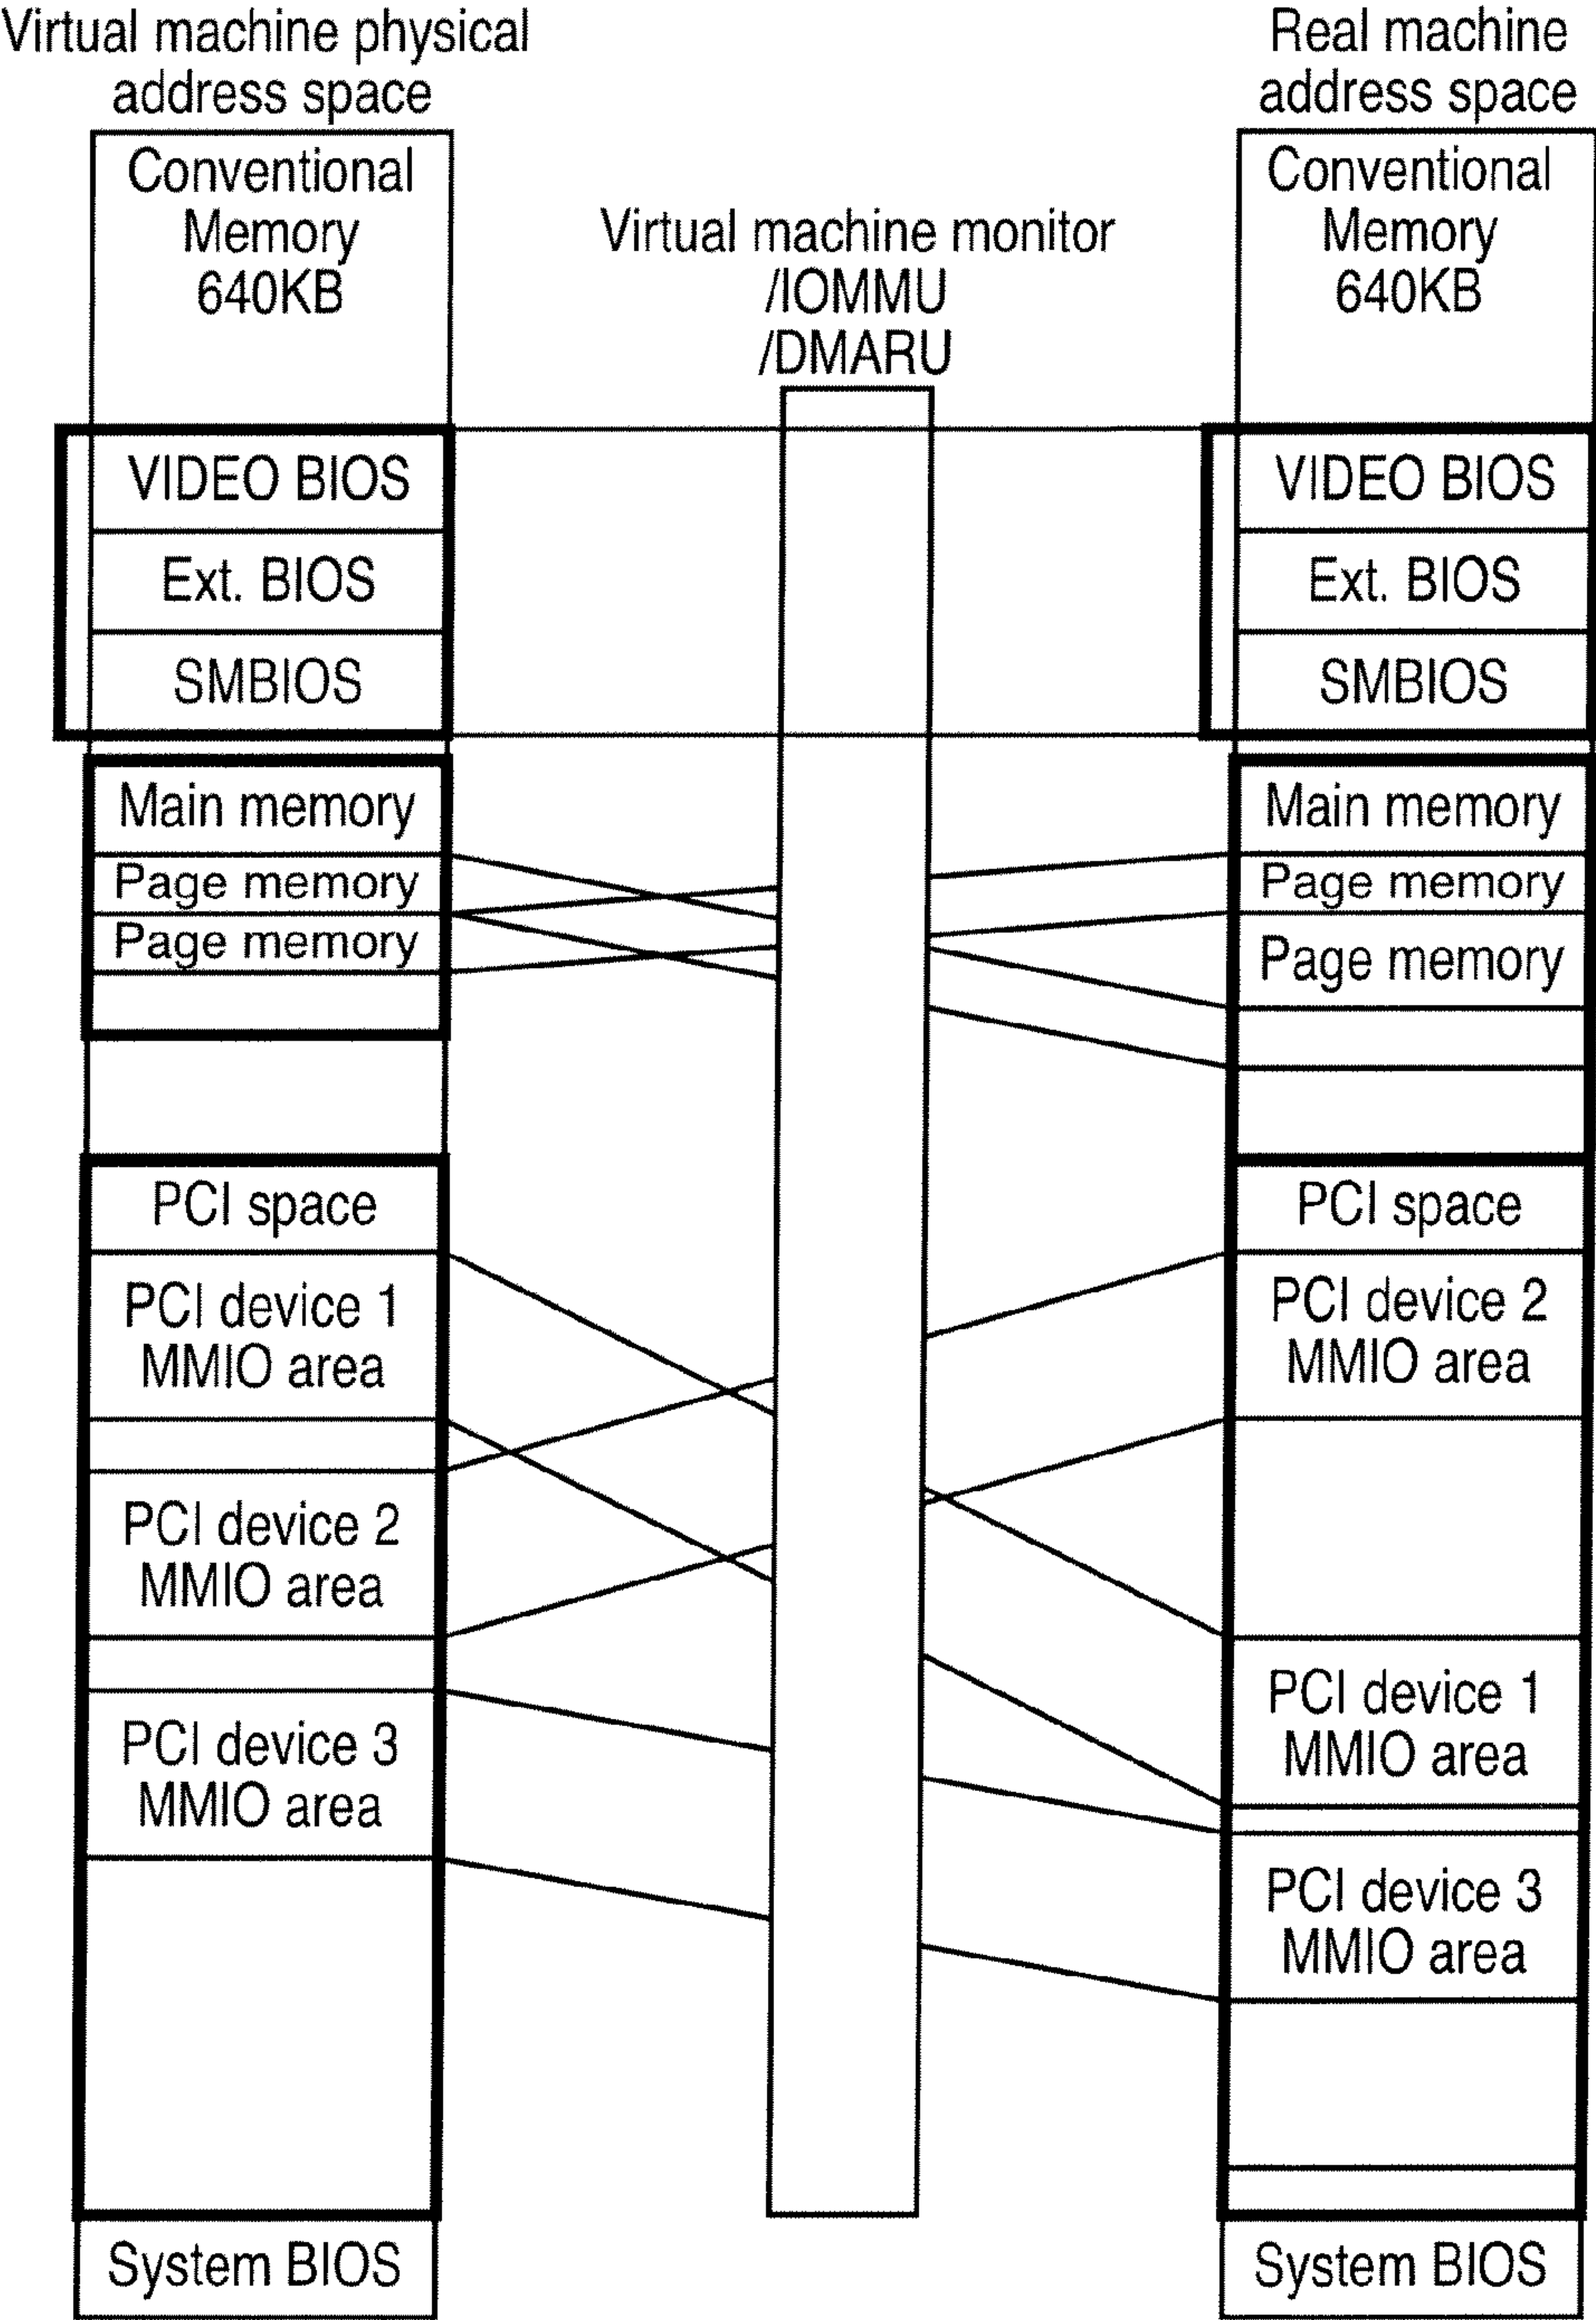 Virtual machine physical
address space
Conventional
Memory
640KB
VIDEO BIOS
Ext. BIOS
SMBIOS
Main memory
Page memory
Page memory
PCI space
PCI device 1
MMIO area
PCI device 2
MMIO area
PCI device 3
MMIO area
System BIOS
Virtual machine monitor
/IOMMU
/DMARU
Real machine
address space
Conventional
Memory
640KB
VIDEO BIOS
Ext. BIOS
SMBIOS
Main memory
Page memory
Page memory
PCI space
PCI device 2
MMIO area
PCI device 1
MMIO area
PCI device 3
MMIO area
System BIOS